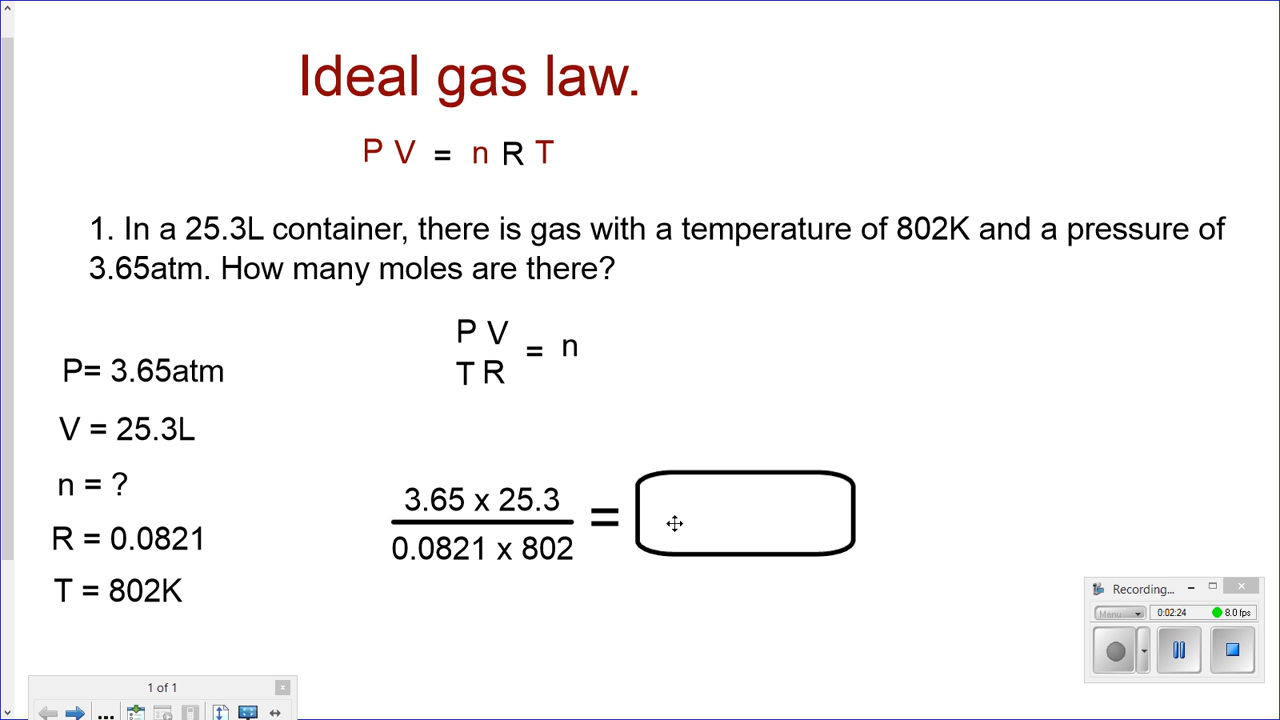 Ideal gas law.
P V = n R T
1. In a 25.3L container, there is gas with a temperature of 802K and a pressure of
3.65atm. How many moles are there?
P V
T R
= n
P= 3.65atm
V = 25.3L
n = ?
R = 0.0821
T = 802K
3.65 x 25.3
0.0821 x 802
=
Recording...
Menu
0:02:24
8.0 fps
1 of 1